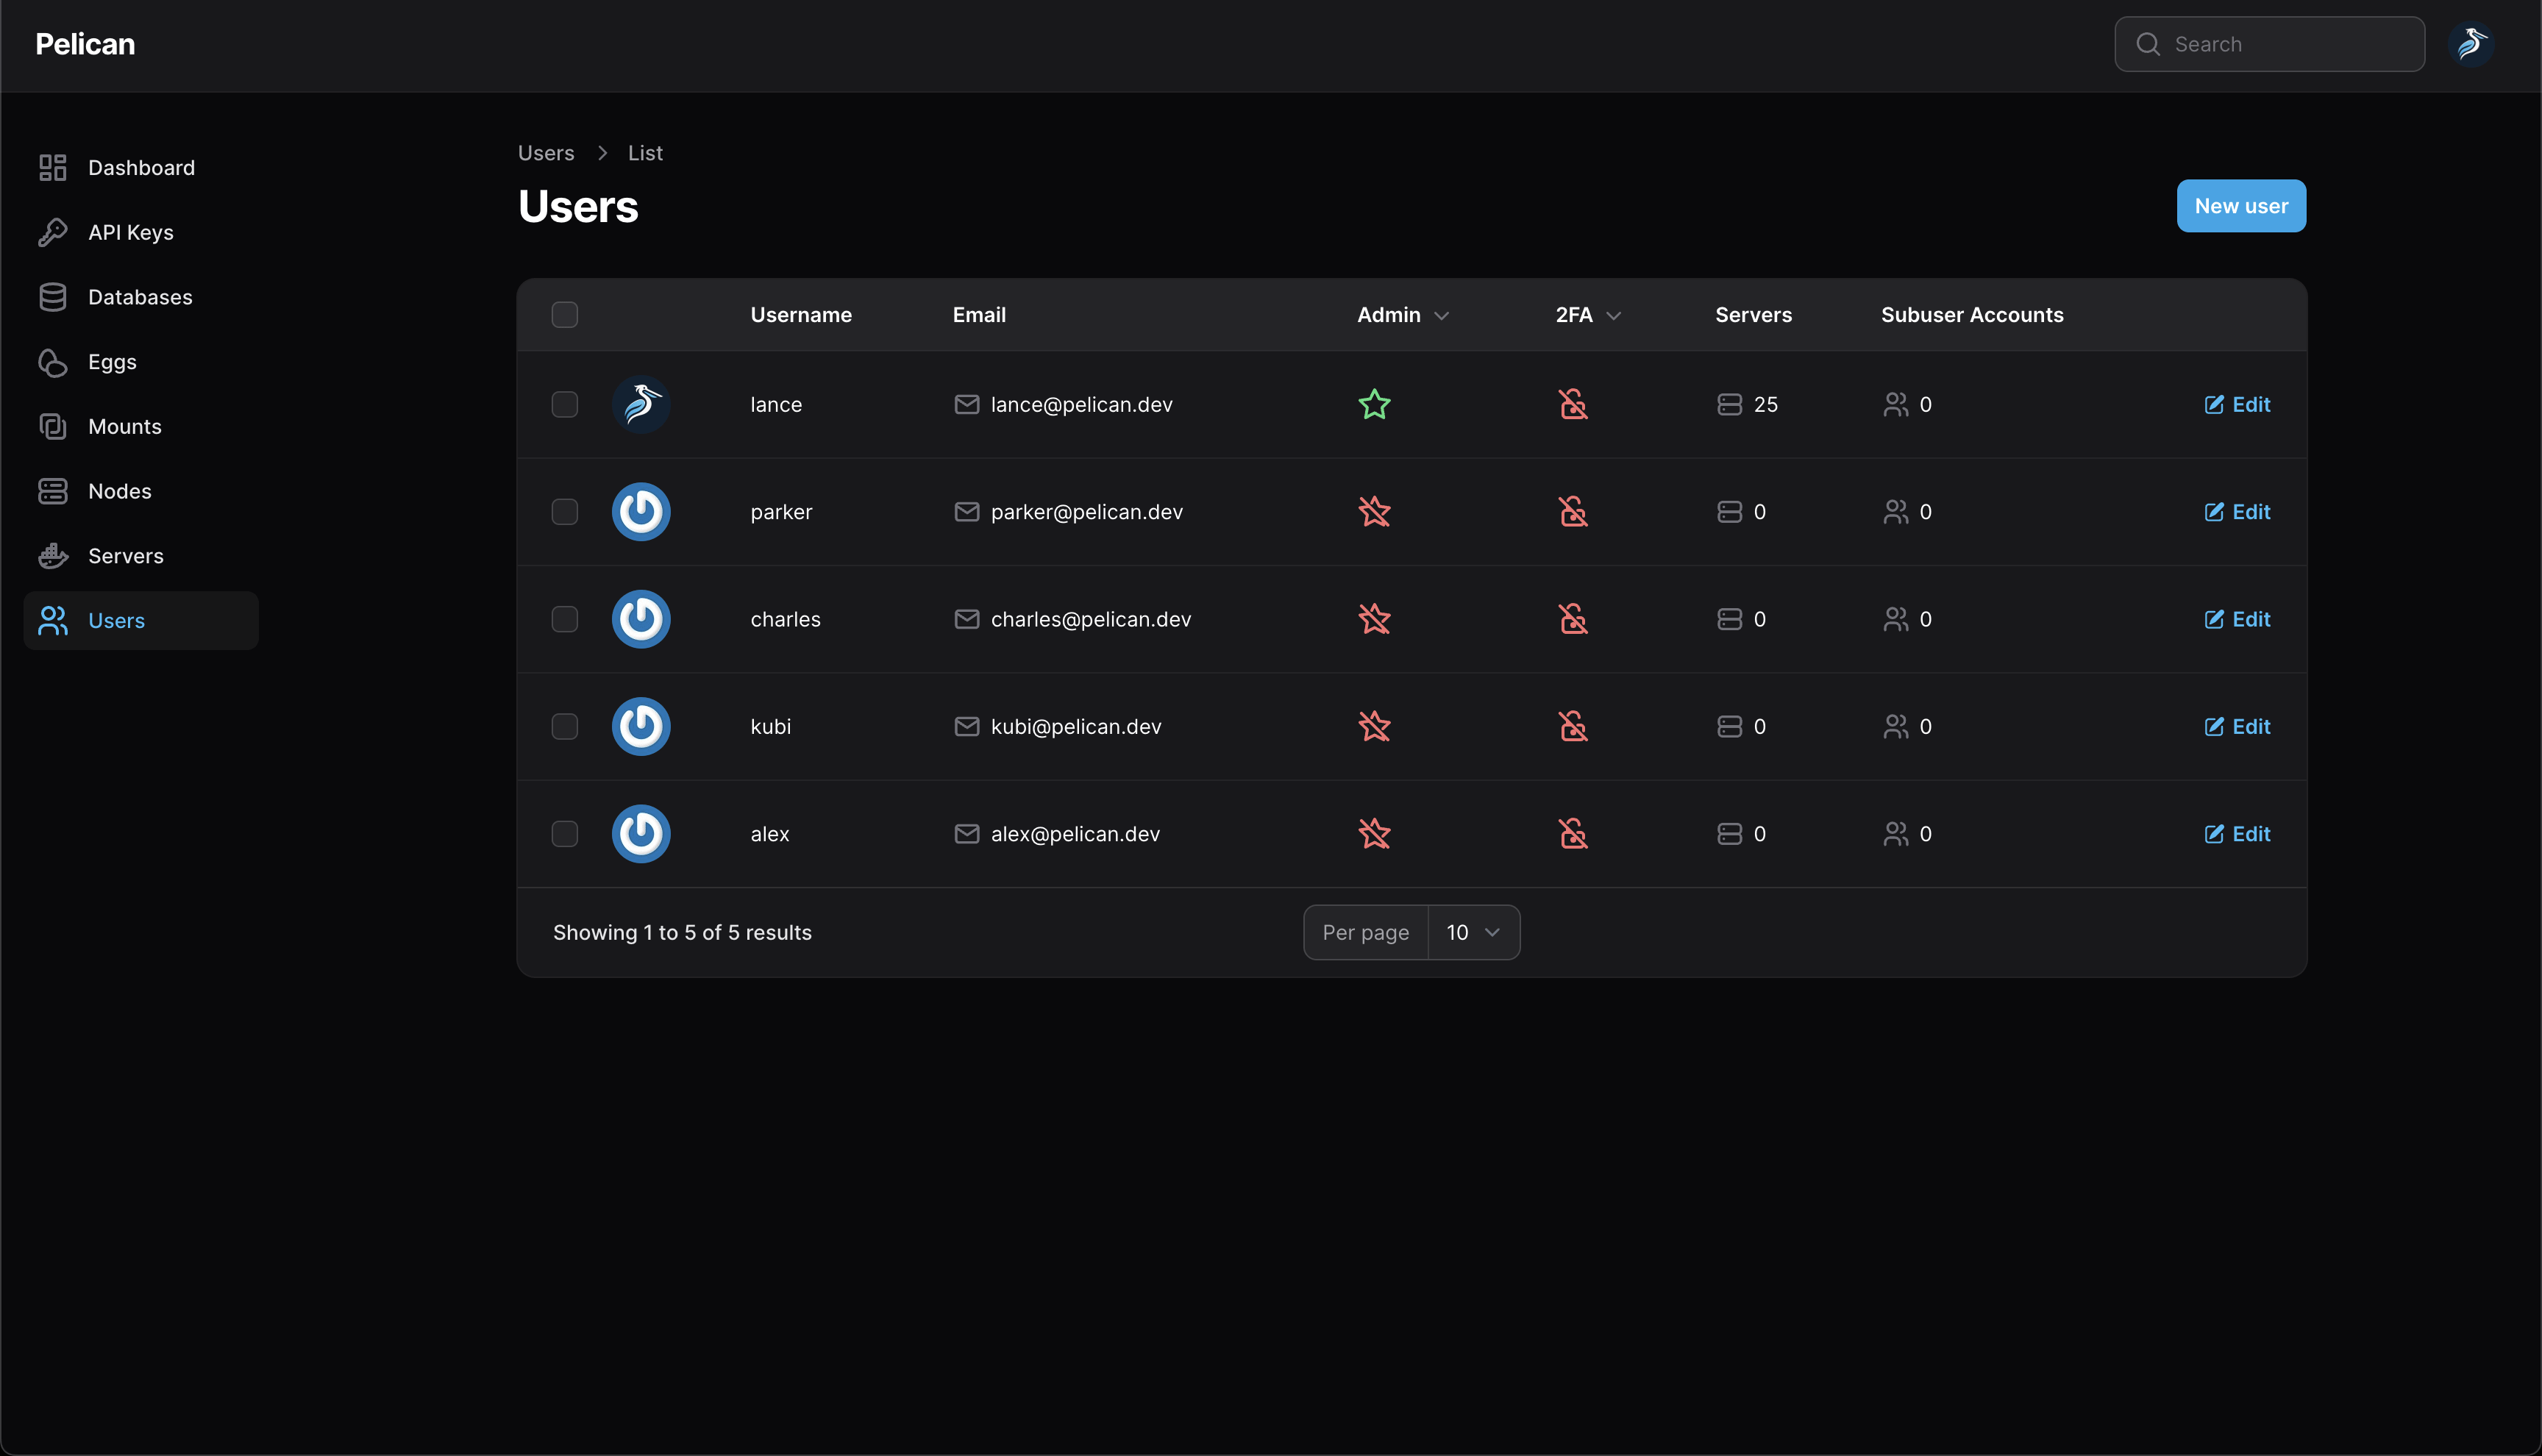 Pelican
Search
Dashboard
API Keys
Databases
Eggs
Mounts
Nodes
Servers
Users
Users > List
Users
New user
Username Email Admin 2FA Servers Subuser Accounts
lance lance@pelican.dev 25 0 Edit
parker parker@pelican.dev 0 0 Edit
charles charles@pelican.dev 0 0 Edit
kubi kubi@pelican.dev 0 0 Edit
alex alex@pelican.dev 0 0 Edit
Showing 1 to 5 of 5 results Per page 10